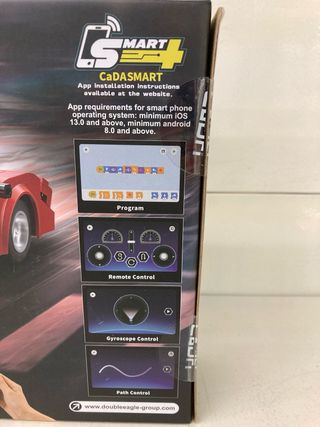 SMART
CaDASMART
App installation instructions
available at the website.
App requirements for smart phone
operating system: minimum iOS
13.0 and above, minimum android
8.0 and above.
Program
Remote Control
Gyroscope Control
Path Control
www.doubleeagle-group.com